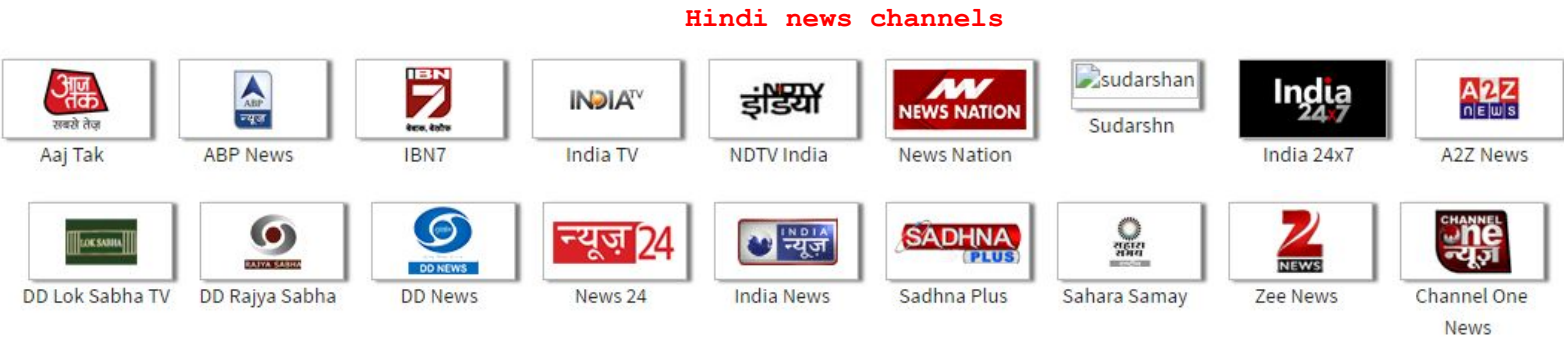 Hindi news channels
आज तक
सबसे तेज़
Aaj Tak
ABP
न्यूज़
ABP News
IBN
7
IBN7
INDIA TV
India TV
NDTV
इंडिया
NDTV India
NEWS NATION
News Nation
sudarshan
Sudarshn
India
24x7
India 24x7
A2Z
news
A2Z News
LOK SABHA
DD Lok Sabha TV
RAJYA SABHA
DD Rajya Sabha
DD NEWS
DD News
न्यूज़ 24
News 24
INDIA
न्यूज़
India News
SADHNA
PLUS
Sadhna Plus
सहारा
समय
Sahara Samay
Z
NEWS
Zee News
CHANNEL
One
न्यूज़
Channel One
News